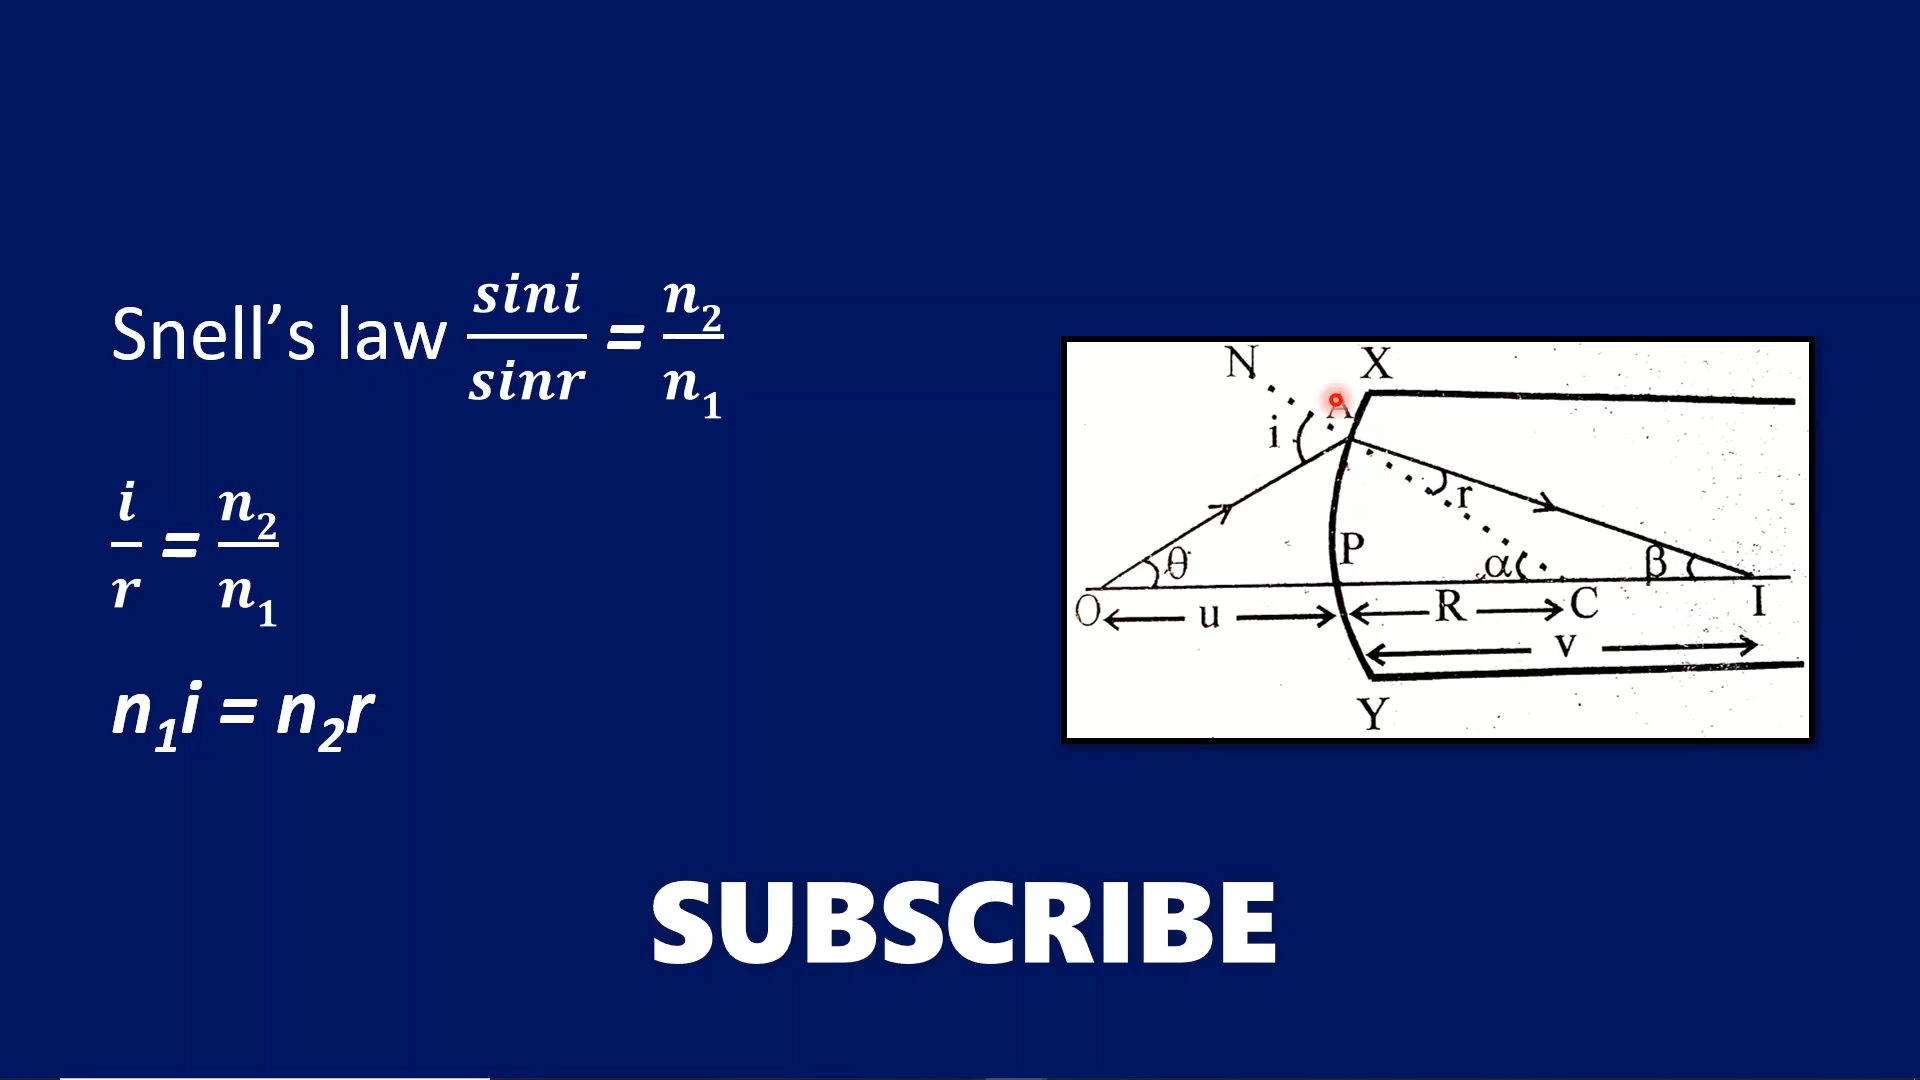 Snell’s law sini/sinr = n₂/n₁
i/r = n₂/n₁
n₁i = n₂r
N X
A
i
r
P
θ α β
O u R C I
v
Y
SUBSCRIBE